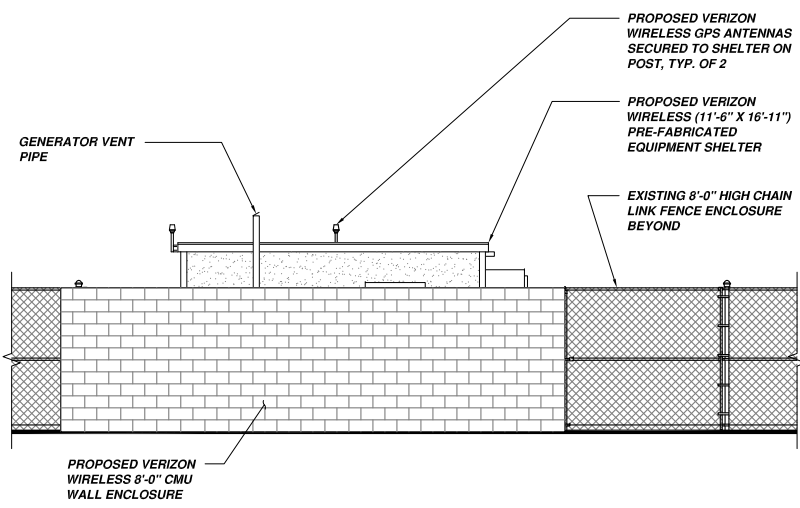 PROPOSED VERIZON
WIRELESS GPS ANTENNAS
SECURED TO SHELTER ON
POST, TYP. OF 2
PROPOSED VERIZON
WIRELESS (11'-6" X 16'-11")
PRE-FABRICATED
EQUIPMENT SHELTER
GENERATOR VENT
PIPE
EXISTING 8'-0" HIGH CHAIN
LINK FENCE ENCLOSURE
BEYOND
PROPOSED VERIZON
WIRELESS 8'-0" CMU
WALL ENCLOSURE